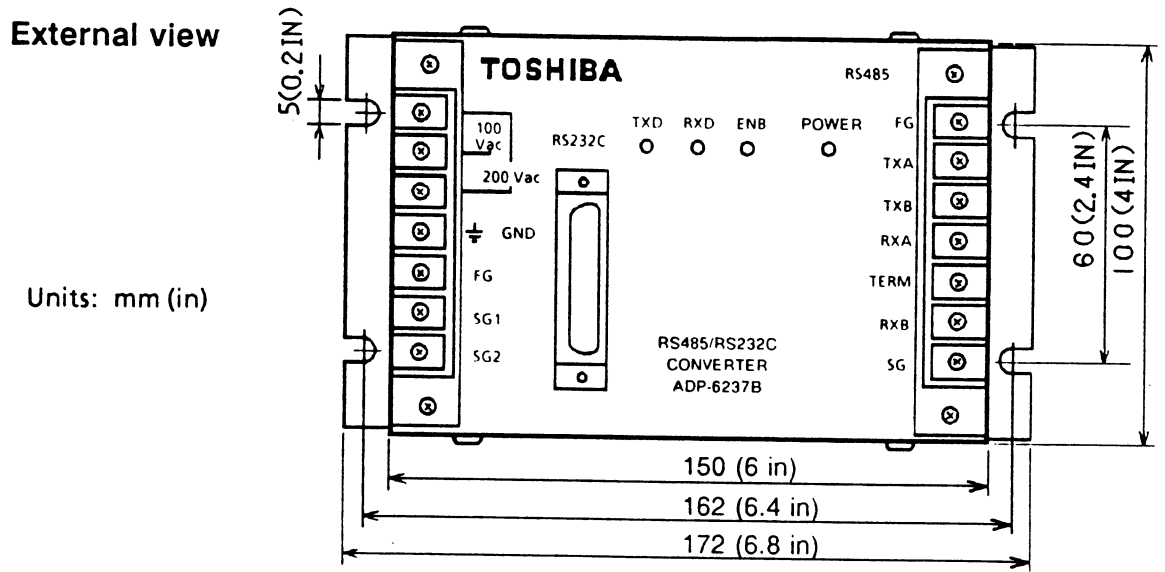 External view
5(0.2IN)
TOSHIBA
RS485
100
Vac
200 Vac
GND
FG
SG1
SG2
RS232C
TXD RXD ENB POWER
FG
TXA
TXB
RXA
TERM
RXB
SG
RS485/RS232C
CONVERTER
ADP-6237B
60(2.4IN)
100(4IN)
Units: mm (in)
150 (6 in)
162 (6.4 in)
172 (6.8 in)